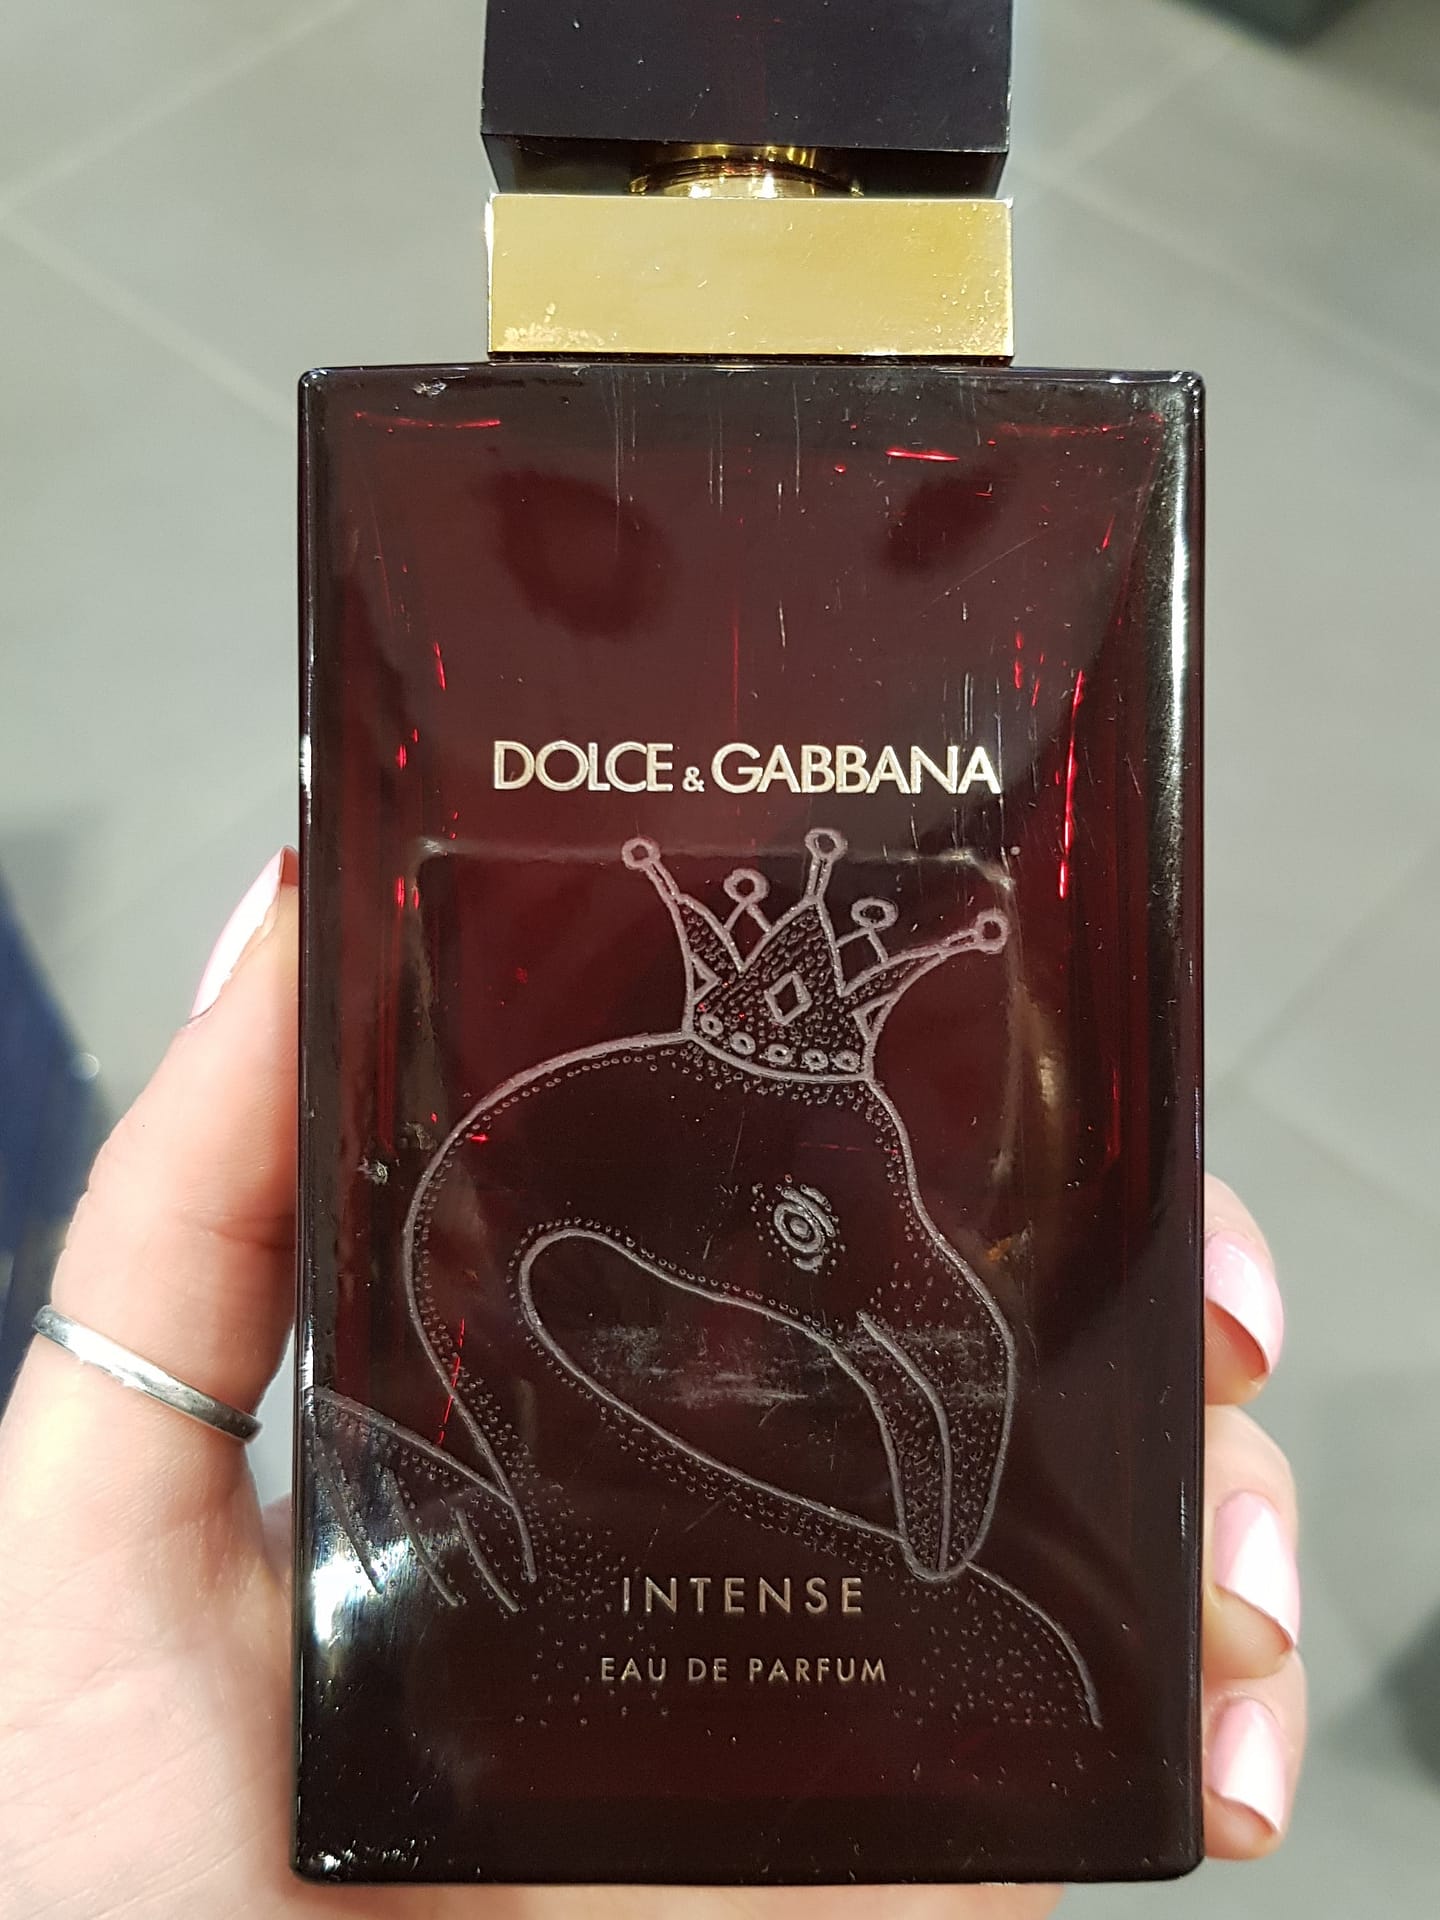 DOLCE & GABBANA
INTENSE
EAU DE PARFUM